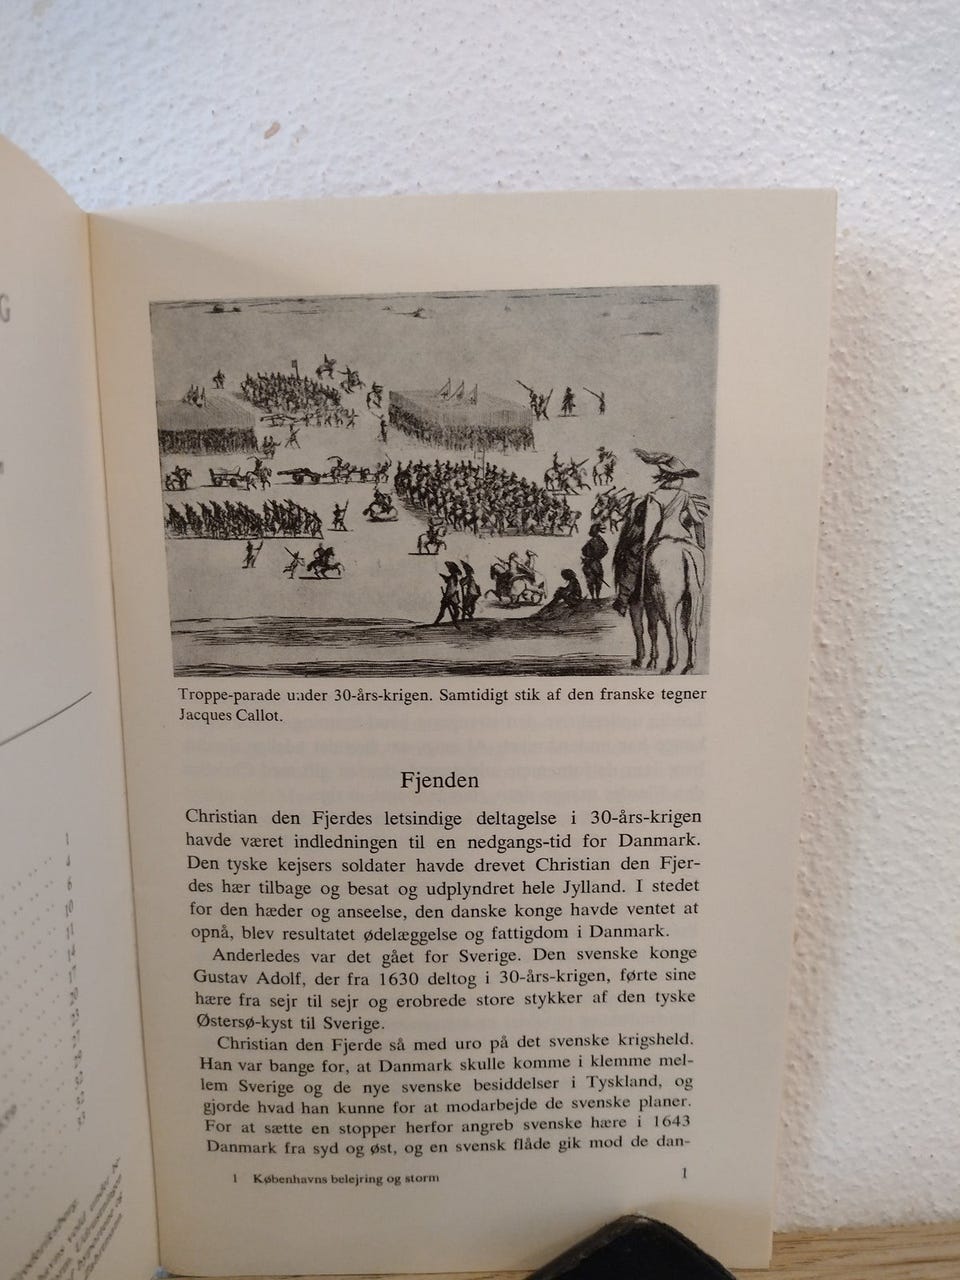 G
1
4
6
10
11
14
17
20
Troppe-parade under 30-års-krigen. Samtidigt stik af den franske tegner
Jacques Callot.
Fjenden
Christian den Fjerdes letsindige deltagelse i 30-års-krigen
havde været indledningen til en nedgangs-tid for Danmark.
Den tyske kejsers soldater havde drevet Christian den Fjer-
des hær tilbage og besat og udplyndret hele Jylland. I stedet
for den hæder og anseelse, den danske konge havde ventet at
opnå, blev resultatet ødelæggelse og fattigdom i Danmark.
Anderledes var det gået for Sverige. Den svenske konge
Gustav Adolf, der fra 1630 deltog i 30-års-krigen, førte sine
hære fra sejr til sejr og erobrede store stykker af den tyske
Østersø-kyst til Sverige.
Christian den Fjerde så med uro på det svenske krigsheld.
Han var bange for, at Danmark skulle komme i klemme mel-
lem Sverige og de nye svenske besiddelser i Tyskland, og
gjorde hvad han kunne for at modarbejde de svenske planer.
For at sætte en stopper herfor angreb svenske hære i 1643
Danmark fra syd og øst, og en svensk flåde gik mod de dan-
1 Københavns belejring og storm
1